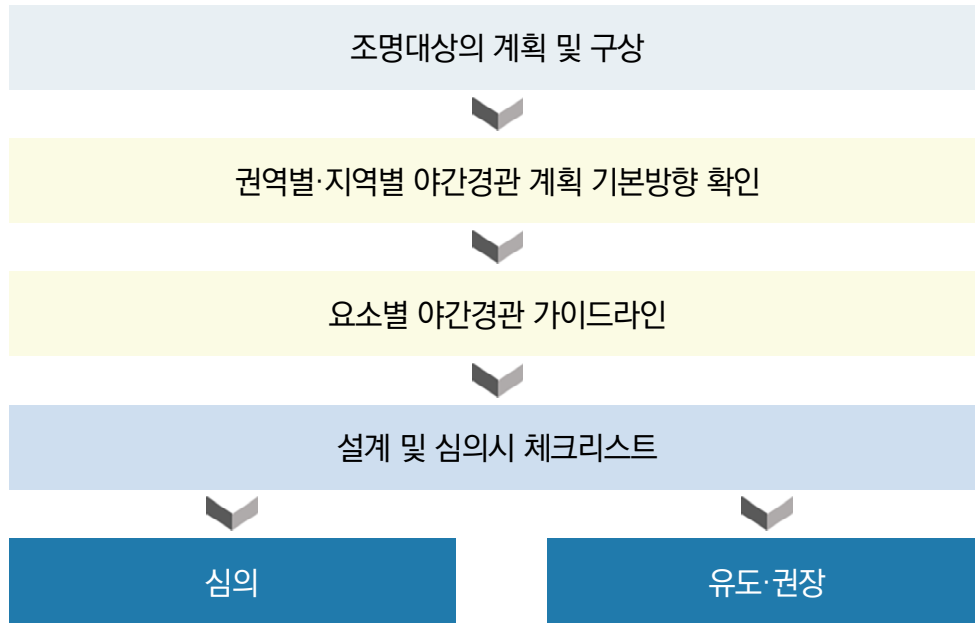 조명대상의 계획 및 구상
권역별·지역별 야간경관 계획 기본방향 확인
요소별 야간경관 가이드라인
설계 및 심의시 체크리스트
심의
유도·권장